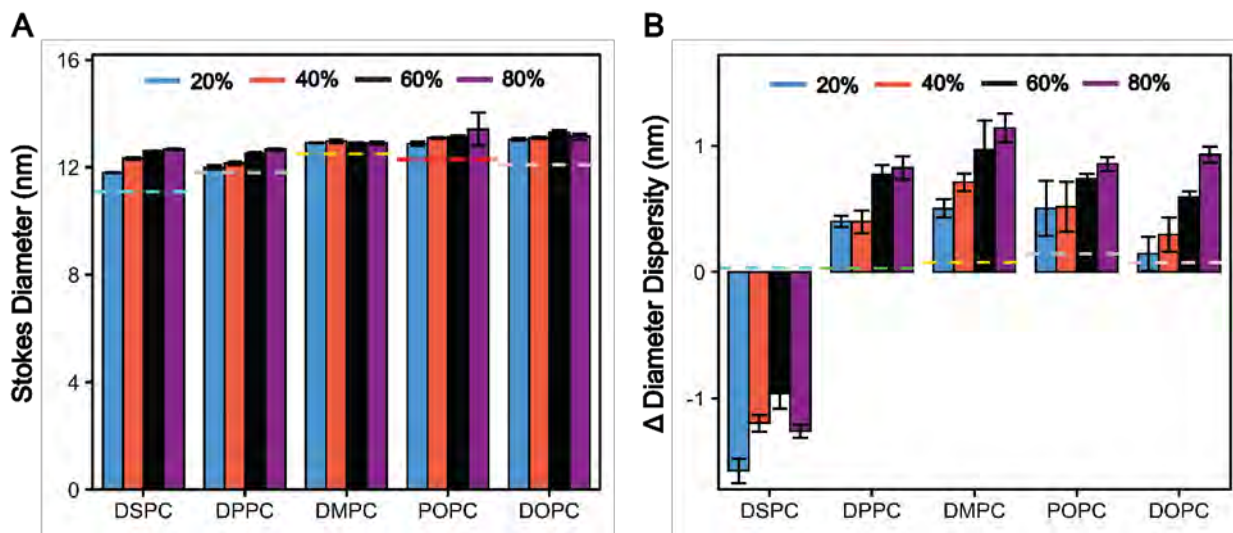 A
Stokes Diameter (nm)
16
12
8
4
0
20% 40% 60% 80%
DSPC DPPC DMPC POPC DOPC
B
Δ Diameter Dispersity (nm)
1
0
-1
20% 40% 60% 80%
DSPC DPPC DMPC POPC DOPC